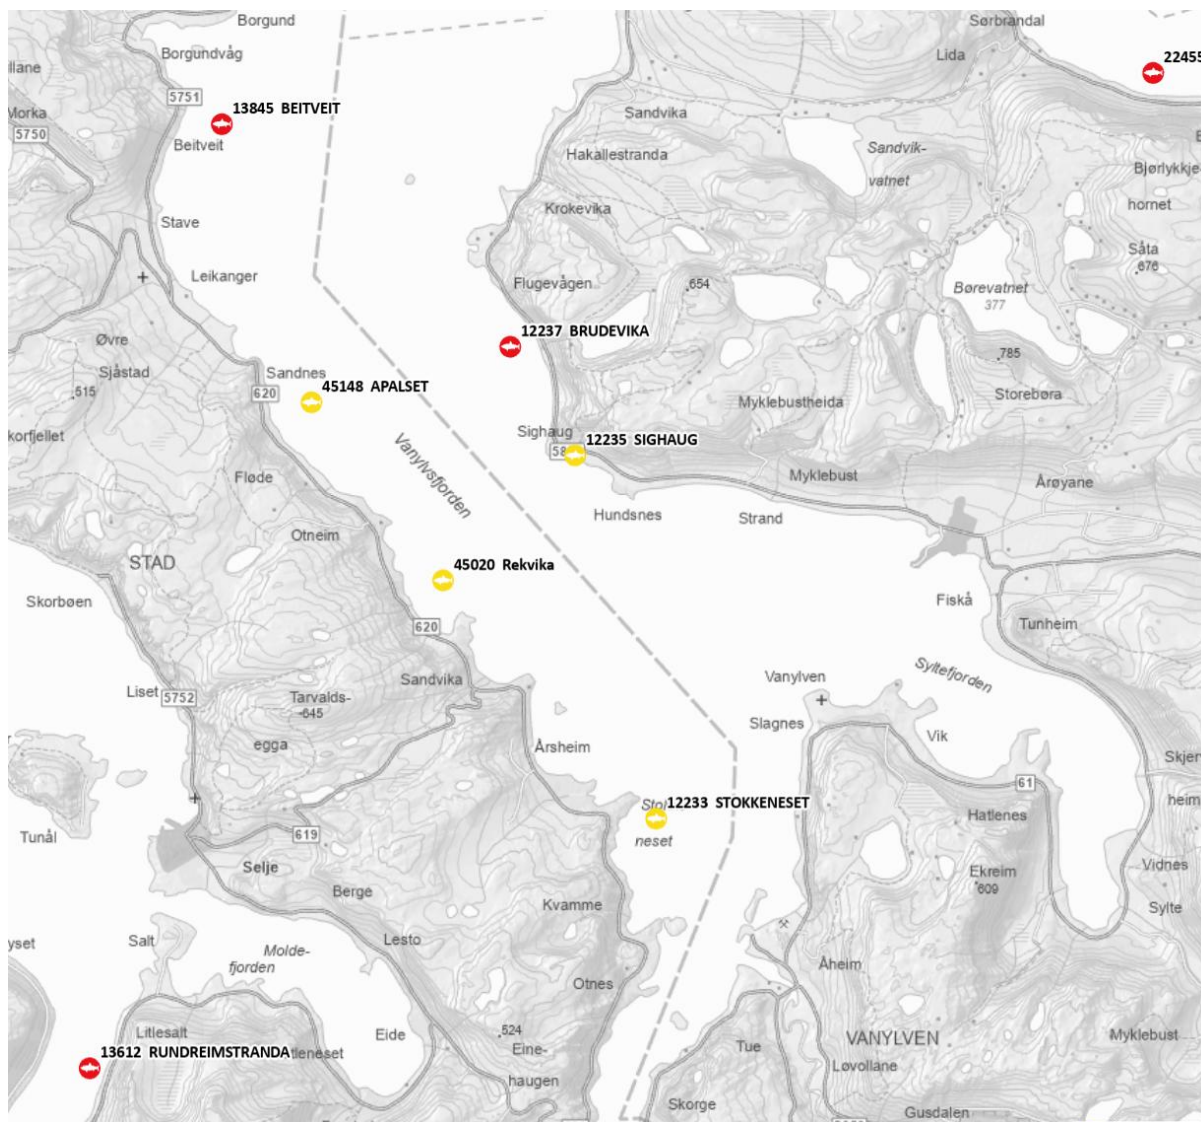 Borgund
Sørbrandal
Borgundvåg
Lida
22455
5751
13845 BEITVEIT
Morka
5750
Sandvika
Beitveit
Hakallestranda
Sandvik-
vatnet
Bjørlykkje-
hornet
Krokevika
Stave
Såta
676
Leikanger
Flugevågen
654
Børevatnet
377
12237 BRUDEVIKA
Øvre
Sjåstad
515
Sandnes
620
45148 APALSET
785
Storebøra
Myklebustheida
Vanylvsfjorden
Sighaug
12235 SIGHAUG
Myklebust
Årøyane
Fløde
Hundsnes
Strand
Otneim
STAD
45020 Rekvika
Skorbøen
Fiskå
Tunheim
620
Syltefjorden
Sandvika
Vanylven
Liset
5752
Tarvalds-
645
egga
Slagnes
Vik
Årsheim
61
12233 STOKKENESET
neset
Hatlenes
Tunål
619
Selje
Ekreim
609
Vidnes
Berge
Kvamme
Sylte
Salt
Molde-
fjorden
Lesto
Åheim
Otnes
Litlesalt
Eide
524
Eine-
haugen
VANYLVEN
Myklebust
Tue
13612 RUNDREIMSTRANDA
Løvollane
Skorge
Gusdalen